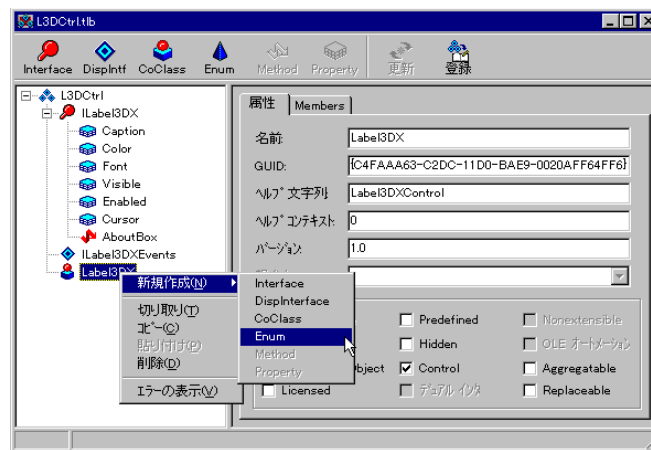 L3DCtrl.tlb
Interface DispIntf CoClass Enum Method Property 更新 登録
L3DCtrl
ILabel3DX
Caption
Color
Font
Visible
Enabled
Cursor
AboutBox
ILabel3DXEvents
Label3DX
属性 Members
名前:
Label3DX
GUID:
{C4FAAA63-C2DC-11D0-BAE9-0020AFF64FF6}
ﾍﾙﾌﾟ文字列:
Label3DXControl
ﾍﾙﾌﾟｺﾝﾃｷｽﾄ:
0
ﾊﾞｰｼﾞｮﾝ:
1.0
新規作成(N)
切り取り(T)
ｺﾋﾟｰ(C)
貼り付け(P)
削除(D)
ｴﾗｰの表示(V)
Interface
DispInterface
CoClass
Enum
Method
Property
Predefined
Nonextensible
Hidden
OLE ｵｰﾄﾒｰｼｮﾝ
bject
Control
Aggregatable
Licensed
ﾃﾞｭｱﾙ ｲﾝﾀ
Replaceable